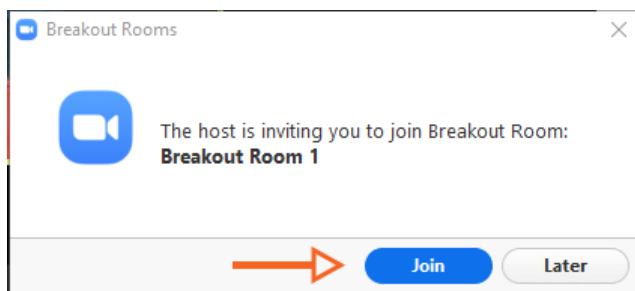 Breakout Rooms
The host is inviting you to join Breakout Room:
Breakout Room 1
Join
Later